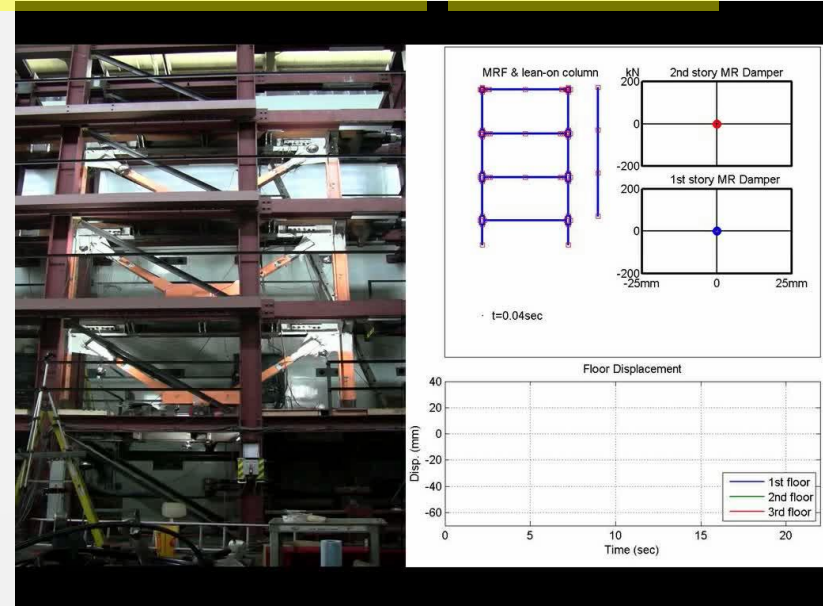 MRF & lean-on column
kN
2nd story MR Damper
200
0
-200
1st story MR Damper
200
0
-200
-25mm
0
25mm
t=0.04sec
Floor Displacement
40
20
0
-20
-40
-60
Disp. (mm)
1st floor
2nd floor
3rd floor
0
5
10
15
20
Time (sec)